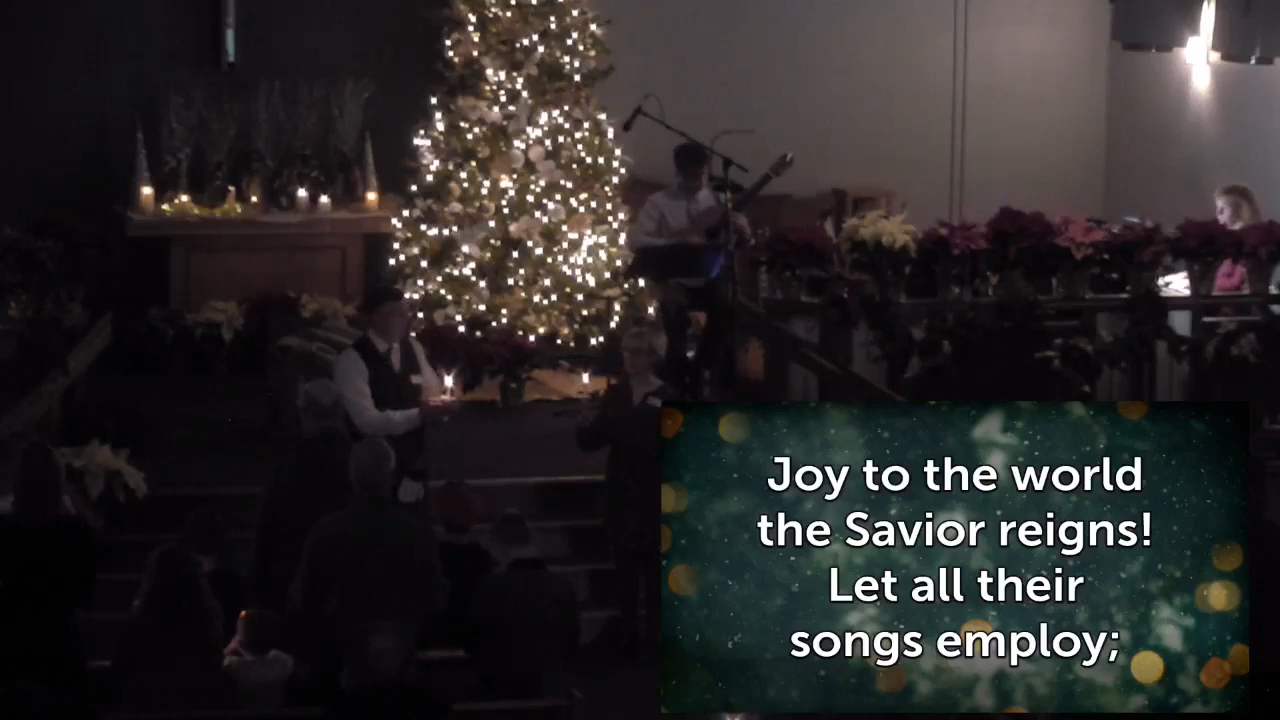 Joy to the world
the Savior reigns!
Let all their
songs employ;